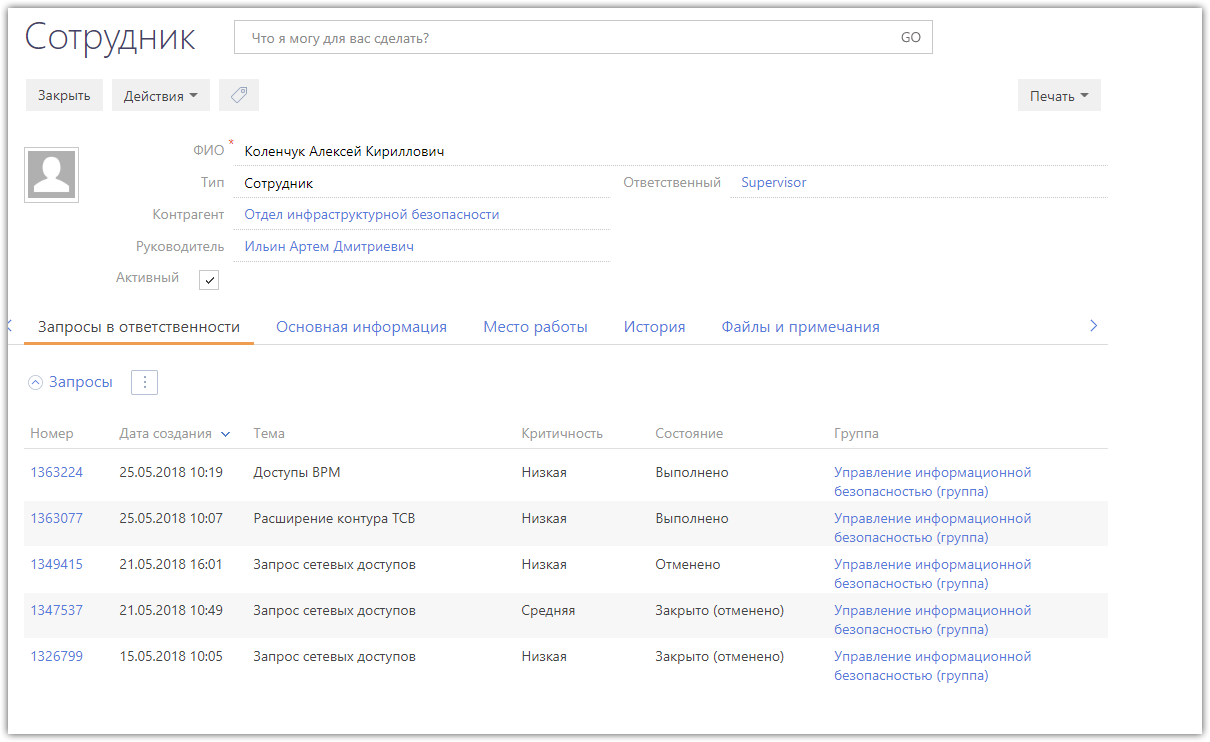 Сотрудник
Что я могу для вас сделать? GO
Закрыть Действия Печать
ФИО * Коленчук Алексей Кириллович
Тип Сотрудник Ответственный Supervisor
Контрагент Отдел инфраструктурной безопасности
Руководитель Ильин Артем Дмитриевич
Активный
Запросы в ответственности Основная информация Место работы История Файлы и примечания
Запросы
Номер Дата создания Тема Критичность Состояние Группа
1363224 25.05.2018 10:19 Доступы ВРМ Низкая Выполнено Управление информационной
безопасностью (группа)
1363077 25.05.2018 10:07 Расширение контура ТСВ Низкая Выполнено Управление информационной
безопасностью (группа)
1349415 21.05.2018 16:01 Запрос сетевых доступов Низкая Отменено Управление информационной
безопасностью (группа)
1347537 21.05.2018 10:49 Запрос сетевых доступов Средняя Закрыто (отменено) Управление информационной
безопасностью (группа)
1326799 15.05.2018 10:05 Запрос сетевых доступов Низкая Закрыто (отменено) Управление информационной
безопасностью (группа)